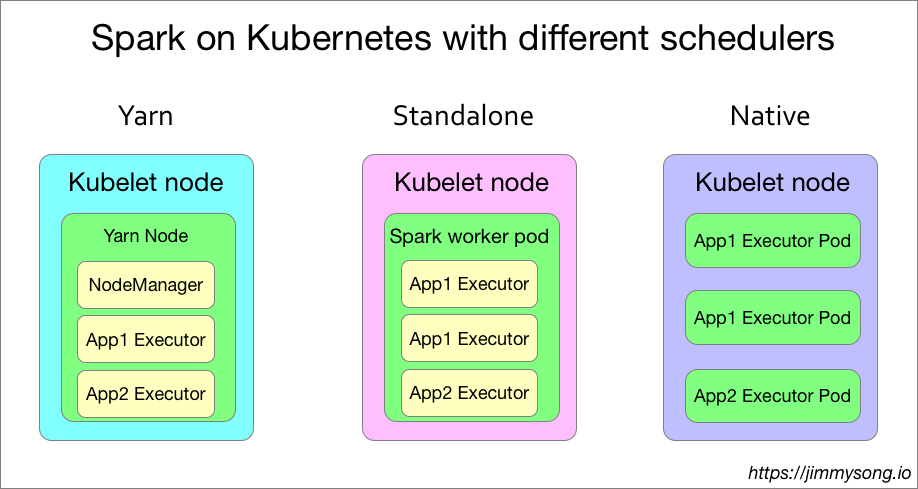 Spark on Kubernetes with different schedulers
Yarn
Kubelet node
Yarn Node
NodeManager
App1 Executor
App2 Executor
Standalone
Kubelet node
Spark worker pod
App1 Executor
App1 Executor
App2 Executor
Native
Kubelet node
App1 Executor Pod
App1 Executor Pod
App2 Executor Pod
https://jimmysong.io